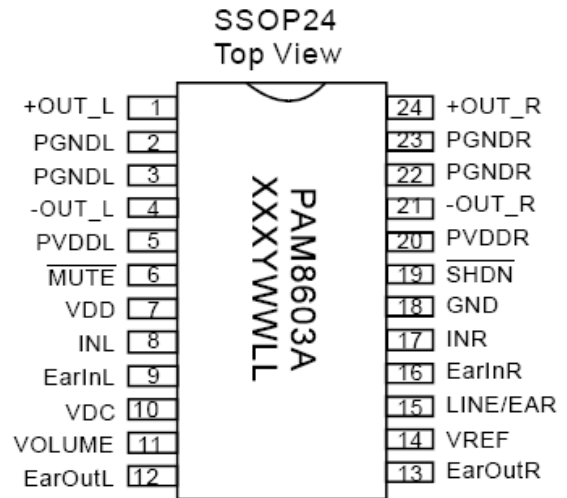 SSOP24
Top View
+OUT_L 1
PGNDL 2
PGNDL 3
-OUT_L 4
PVDDL 5
MUTE 6
VDD 7
INL 8
EarInL 9
VDC 10
VOLUME 11
EarOutL 12
PAM8603A
XXXYWWLL
24 +OUT_R
23 PGNDR
22 PGNDR
21 -OUT_R
20 PVDDR
19 SHDN
18 GND
17 INR
16 EarInR
15 LINE/EAR
14 VREF
13 EarOutR